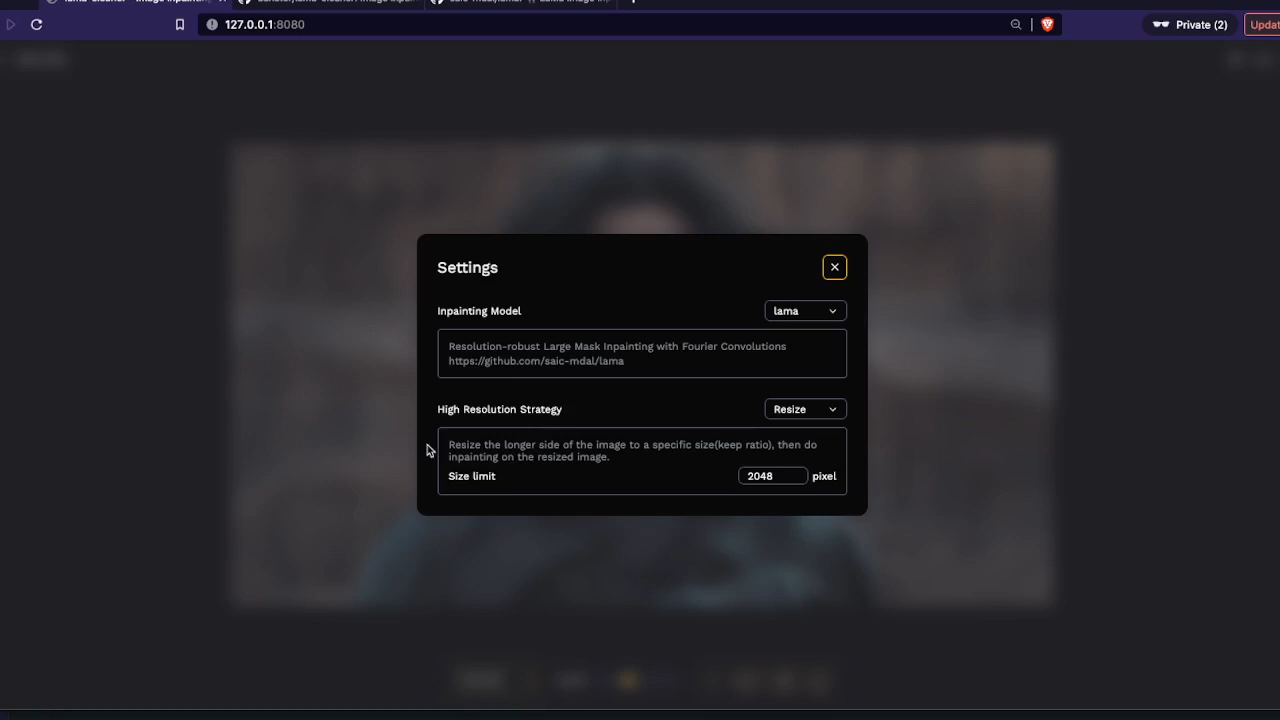 127.0.0.1:8080
Private (2)
Updat
Settings
Inpainting Model
lama
Resolution-robust Large Mask Inpainting with Fourier Convolutions
https://github.com/saic-mdal/lama
High Resolution Strategy
Resize
Resize the longer side of the image to a specific size(keep ratio), then do
inpainting on the resized image.
Size limit
2048
pixel